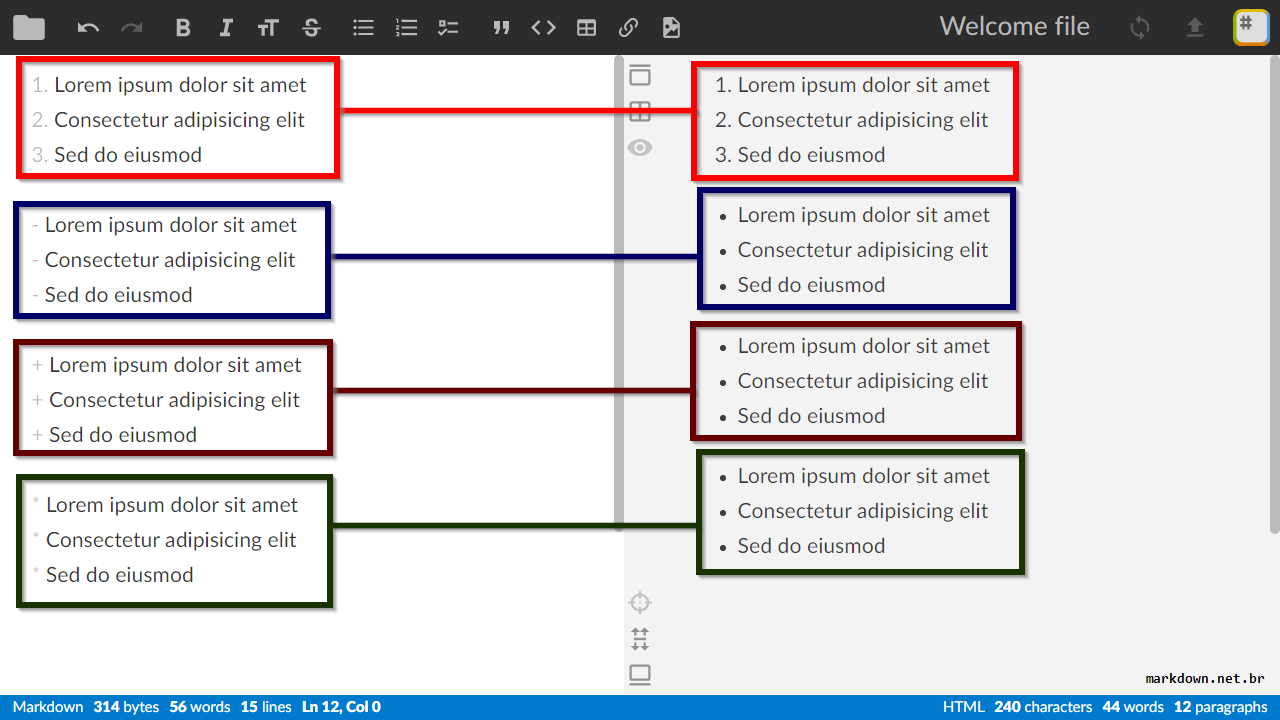 Welcome file
1. Lorem ipsum dolor sit amet
2. Consectetur adipisicing elit
3. Sed do eiusmod
- Lorem ipsum dolor sit amet
- Consectetur adipisicing elit
- Sed do eiusmod
+ Lorem ipsum dolor sit amet
+ Consectetur adipisicing elit
+ Sed do eiusmod
* Lorem ipsum dolor sit amet
* Consectetur adipisicing elit
* Sed do eiusmod
1. Lorem ipsum dolor sit amet
2. Consectetur adipisicing elit
3. Sed do eiusmod
• Lorem ipsum dolor sit amet
• Consectetur adipisicing elit
• Sed do eiusmod
• Lorem ipsum dolor sit amet
• Consectetur adipisicing elit
• Sed do eiusmod
• Lorem ipsum dolor sit amet
• Consectetur adipisicing elit
• Sed do eiusmod
markdown.net.br
Markdown 314 bytes 56 words 15 lines Ln 12, Col 0
HTML 240 characters 44 words 12 paragraphs